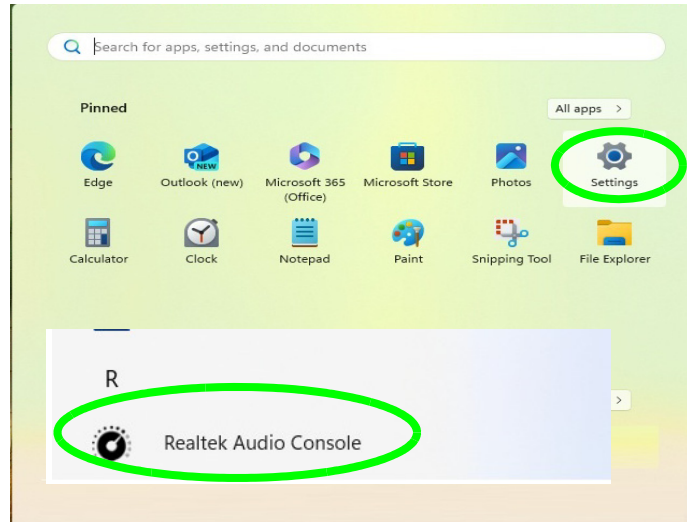 Search for apps, settings, and documents
Pinned
All apps >
Edge
Outlook (new)
Microsoft 365
(Office)
Microsoft Store
Photos
Settings
NEW
Calculator
Clock
Notepad
Paint
Snipping Tool
File Explorer
R
>
Realtek Audio Console